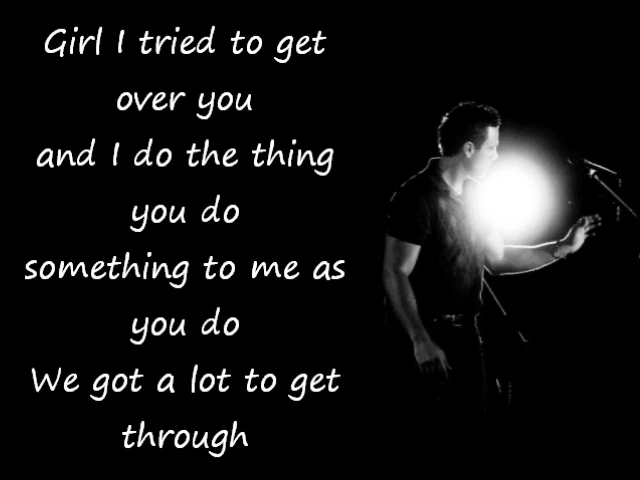 Girl I tried to get
over you
and I do the thing
you do
something to me as
you do
We got a lot to get
through